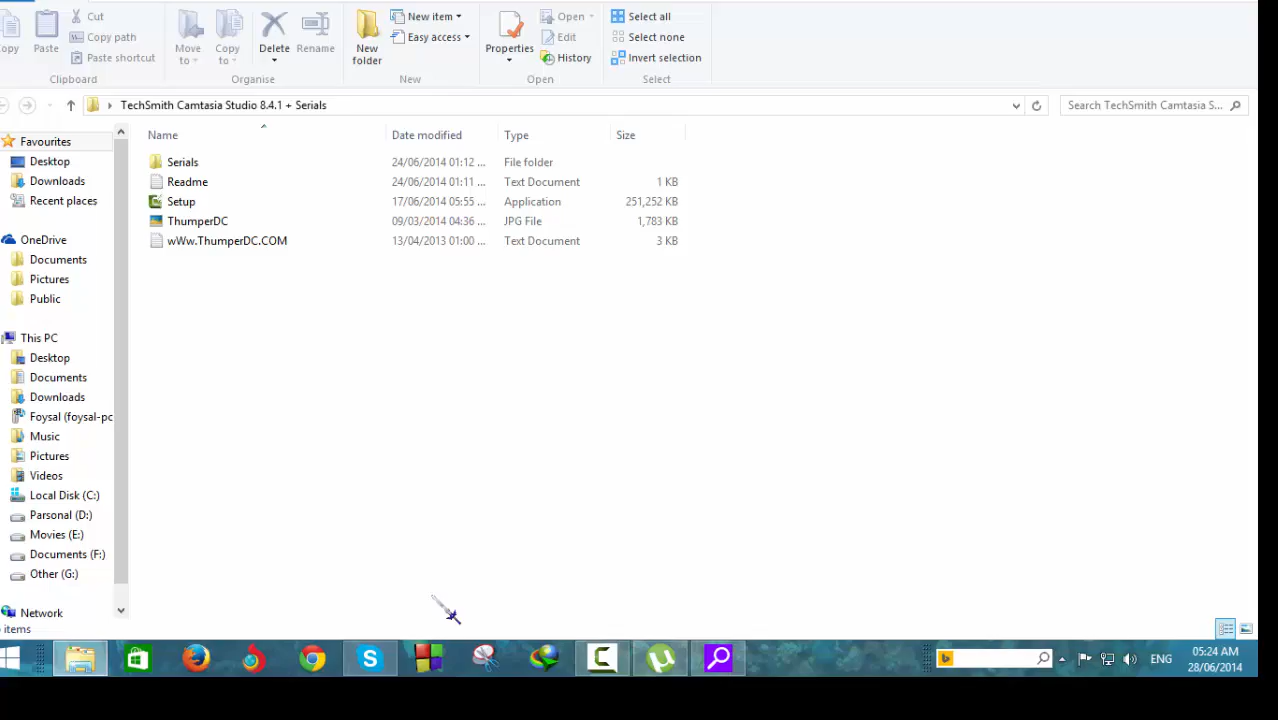 Cut
Copy path
Paste shortcut
opy
Paste
Clipboard
Move to
Copy to
Delete
Rename
Organise
New folder
New item
Easy access
New
Properties
Open
Edit
History
Open
Select all
Select none
Invert selection
Select
TechSmith Camtasia Studio 8.4.1 + Serials
Search TechSmith Camtasia S...
Name Date modified Type Size
Serials 24/06/2014 01:12 ... File folder
Readme 24/06/2014 01:11 ... Text Document 1 KB
Setup 17/06/2014 05:55 ... Application 251,252 KB
ThumperDC 09/03/2014 04:36 ... JPG File 1,783 KB
wWw.ThumperDC.COM 13/04/2013 01:00 ... Text Document 3 KB
Favourites
Desktop
Downloads
Recent places
OneDrive
Documents
Pictures
Public
This PC
Desktop
Documents
Downloads
Foysal (foysal-pc
Music
Pictures
Videos
Local Disk (C:)
Parsonal (D:)
Movies (E:)
Documents (F:)
Other (G:)
Network
items
ENG
05:24 AM
28/06/2014